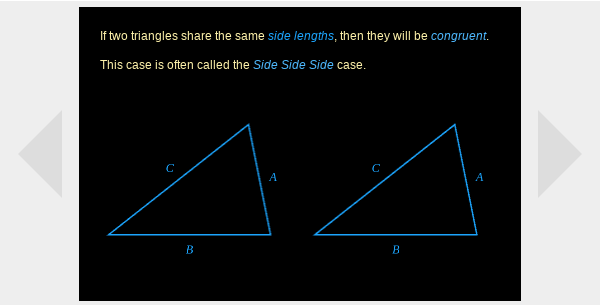 If two triangles share the same side lengths, then they will be congruent.
This case is often called the Side Side Side case.
C
A
C
A
B
B